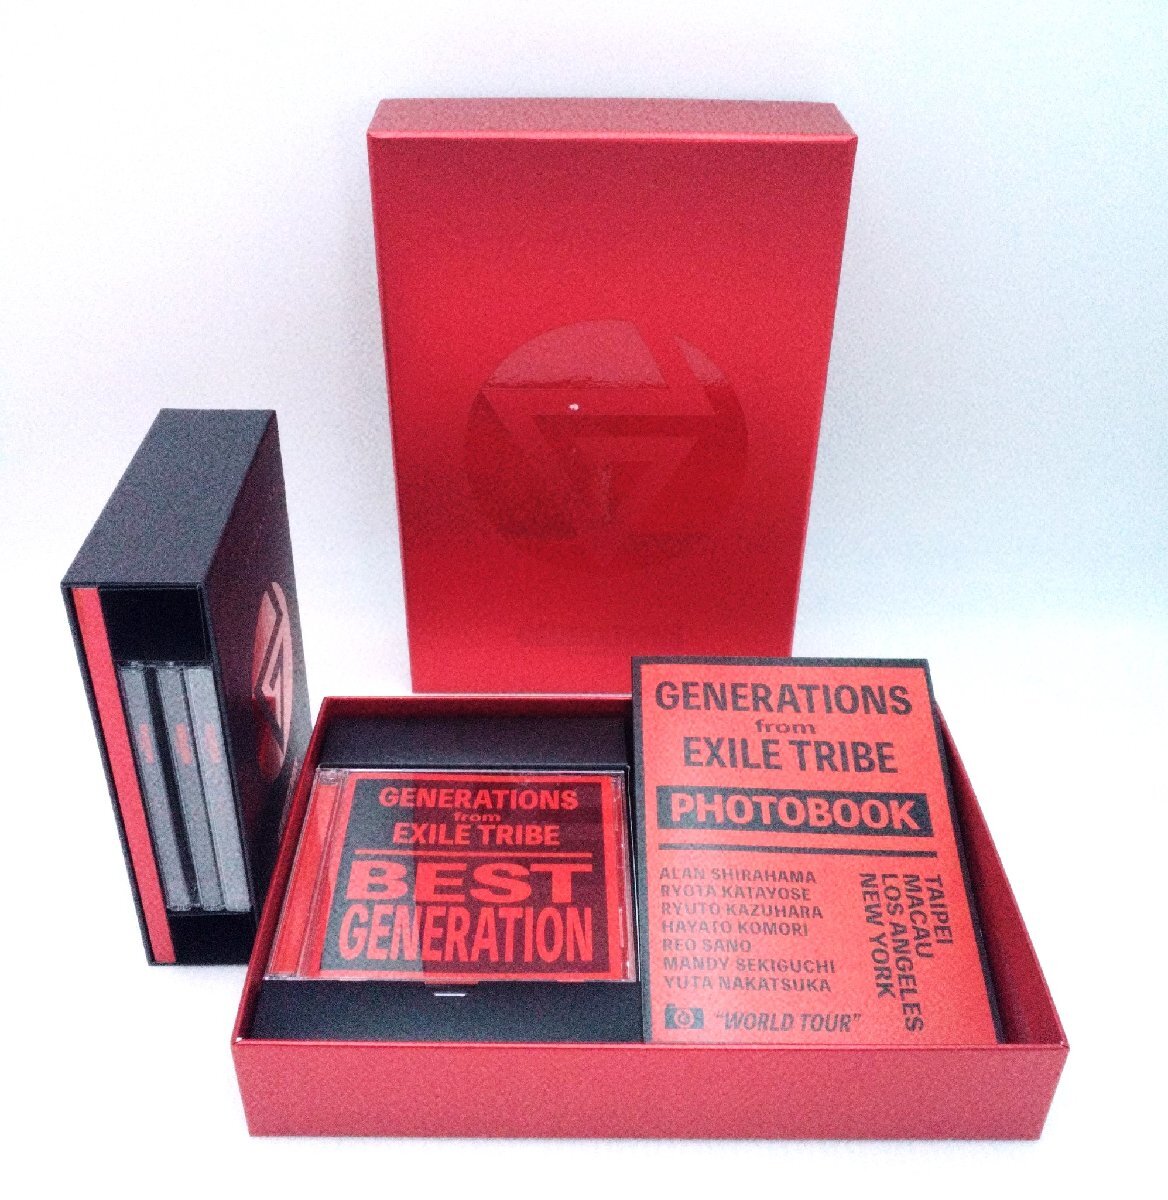 GENERATIONS
from
EXILE TRIBE
BEST
GENERATION
GENERATIONS
from
EXILE TRIBE
PHOTOBOOK
ALAN SHIRAHAMA
RYOTA KATAYOSE
RYUTO KAZUHARA
HAYATO KOMORI
REO SANO
MANDY SEKIGUCHI
YUTA NAKATSUKA
TAIPEI
MACAU
LOS ANGELES
NEW YORK
"WORLD TOUR"